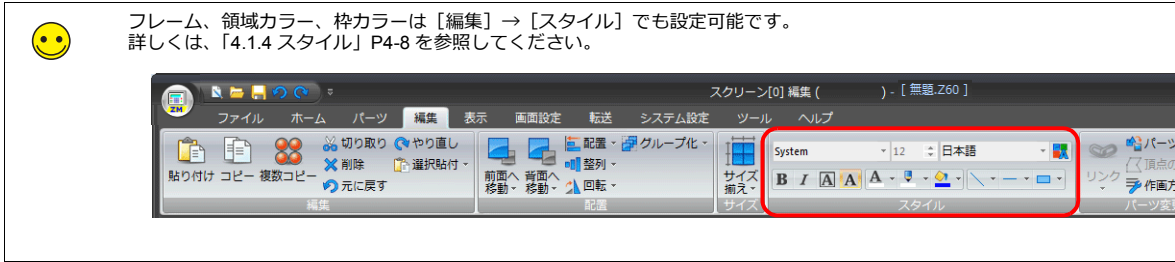 フレーム、領域カラー、枠カラーは［編集］→［スタイル］でも設定可能です。
詳しくは、「4.1.4 スタイル」P4-8 を参照してください。
スクリーン[0] 編集 ( ) - [ 無題.Z60 ]
ZM
ファイル ホーム パーツ 編集 表示 画面設定 転送 システム設定 ツール ヘルプ
貼り付け コピー 複数コピー 切り取り やり直し
削除 選択貼付
元に戻す
前面へ移動 背面へ移動 配置 グループ化
整列
回転
サイズ揃え
System 12 日本語
B I A A A
リンク パーツ
頂点の
作画方
編集 配置 サイズ スタイル パーツ変